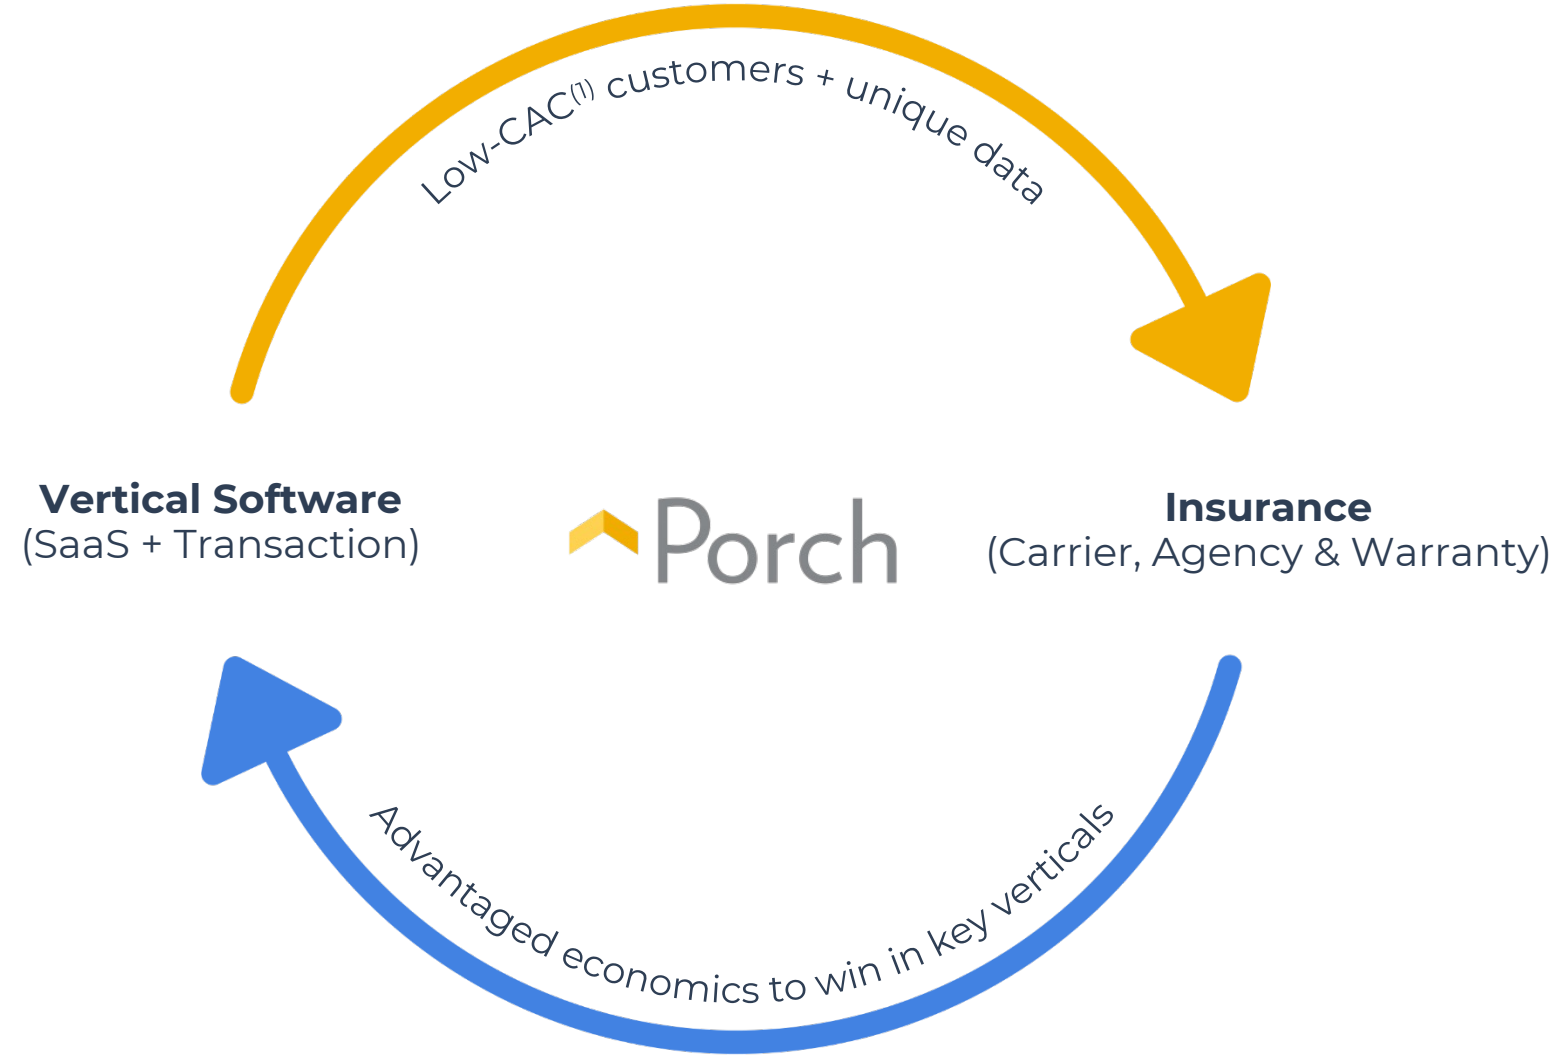 Low-CAC(1) customers + unique data
Vertical Software
(SaaS + Transaction)
Porch
Insurance
(Carrier, Agency & Warranty)
Advantaged economics to win in key verticals